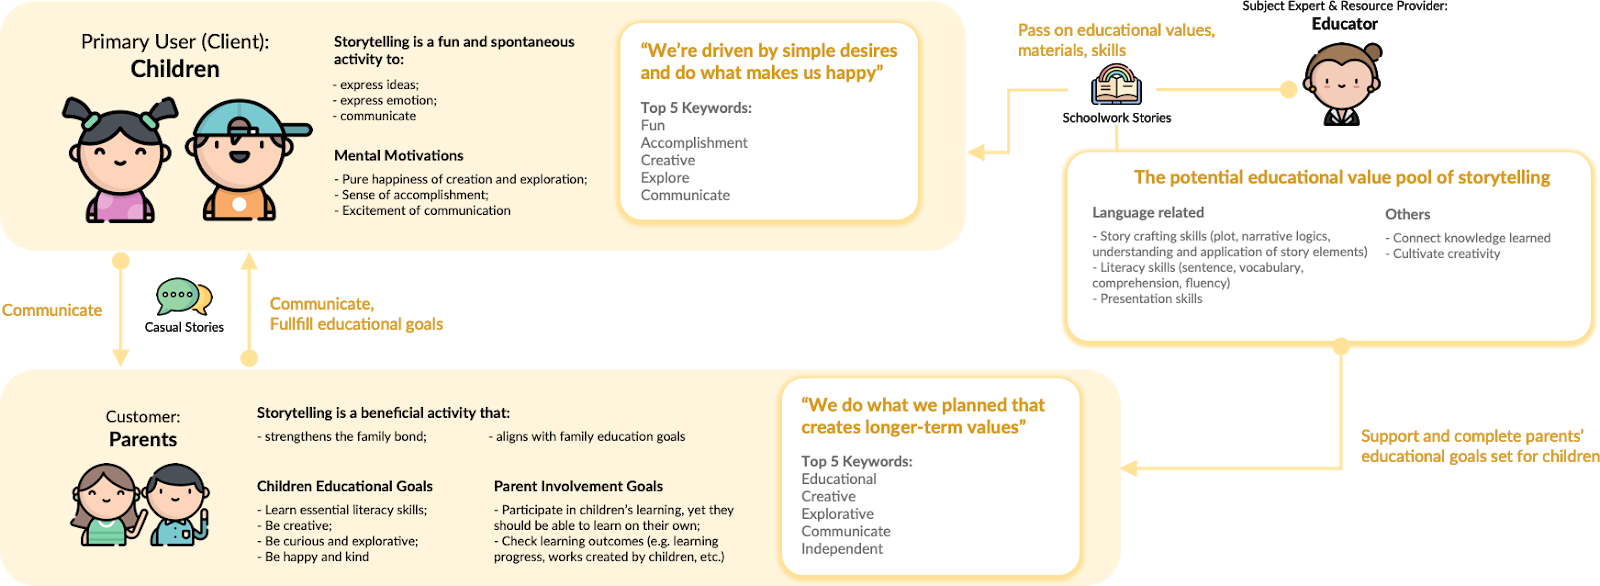 Primary User (Client):
Children
Storytelling is a fun and spontaneous
activity to:
- express ideas;
- express emotion;
- communicate
Mental Motivations
- Pure happiness of creation and exploration;
- Sense of accomplishment;
- Excitement of communication
“We’re driven by simple desires
and do what makes us happy”
Top 5 Keywords:
Fun
Accomplishment
Creative
Explore
Communicate
Pass on educational values,
materials, skills
Schoolwork Stories
Subject Expert & Resource Provider:
Educator
The potential educational value pool of storytelling
Language related
- Story crafting skills (plot, narrative logics,
understanding and application of story elements)
- Literacy skills (sentence, vocabulary,
comprehension, fluency)
- Presentation skills
Others
- Connect knowledge learned
- Cultivate creativity
Communicate
Casual Stories
Communicate,
Fullfill educational goals
Customer:
Parents
Storytelling is a beneficial activity that:
- strengthens the family bond;
- aligns with family education goals
Children Educational Goals
- Learn essential literacy skills;
- Be creative;
- Be curious and explorative;
- Be happy and kind
Parent Involvement Goals
- Participate in children’s learning, yet they
should be able to learn on their own;
- Check learning outcomes (e.g. learning
progress, works created by children, etc.)
“We do what we planned that
creates longer-term values”
Top 5 Keywords:
Educational
Creative
Explorative
Communicate
Independent
Support and complete parents’
educational goals set for children